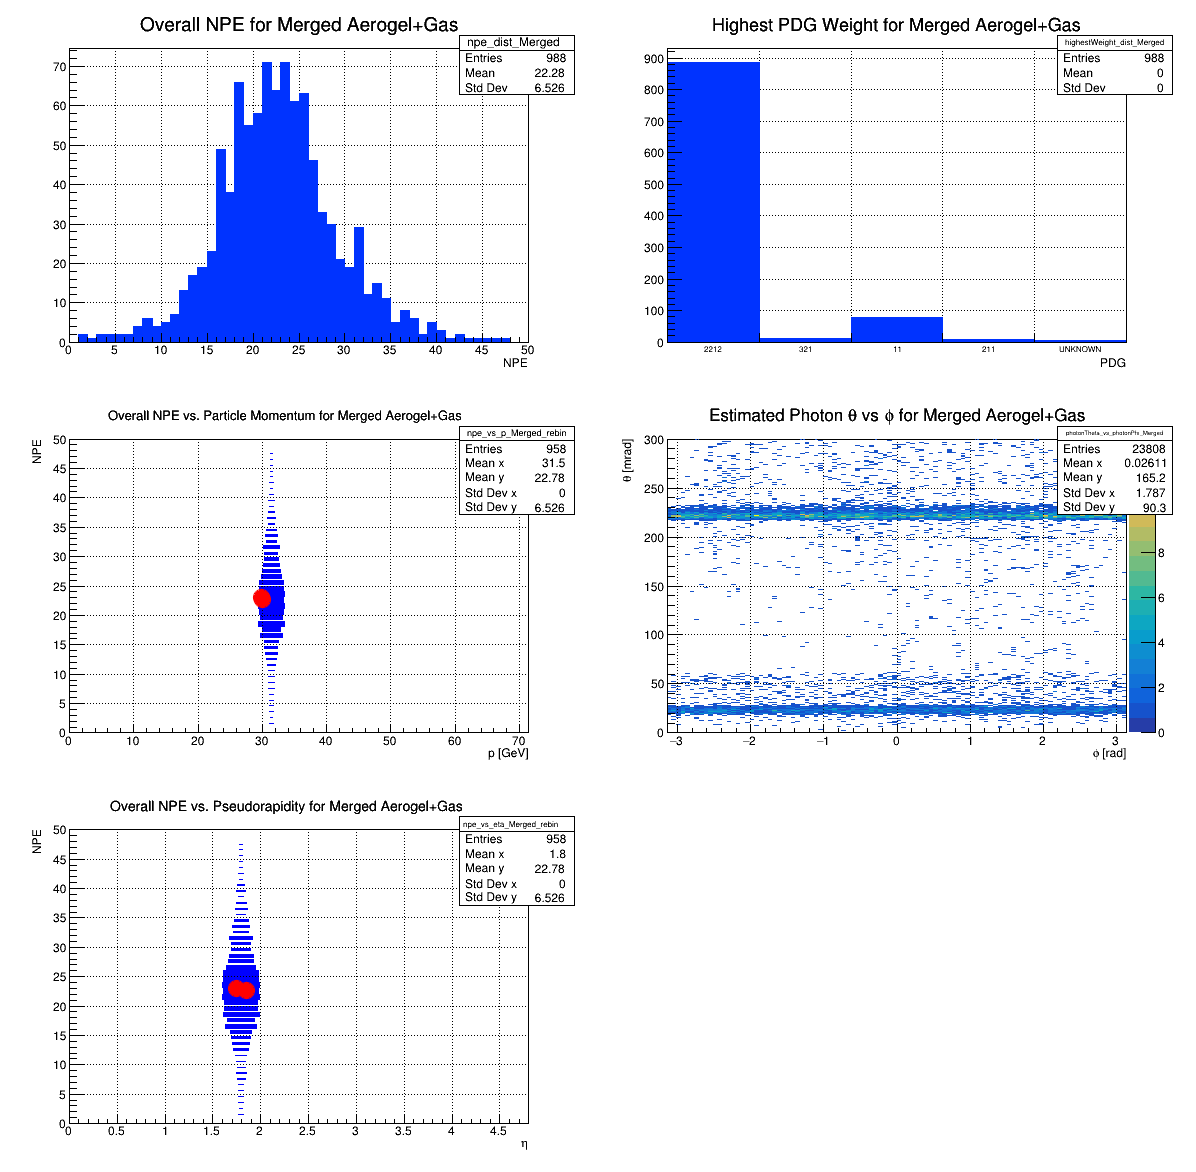 Overall NPE for Merged Aerogel+Gas
npe_dist_Merged
Entries 988
Mean 22.28
Std Dev 6.526
70
60
50
40
30
20
10
0
0 5 10 15 20 25 30 35 40 45 50
NPE
Highest PDG Weight for Merged Aerogel+Gas
highestWeight_dist_Merged
Entries 988
Mean 0
Std Dev 0
900
800
700
600
500
400
300
200
100
0
2212 321 11 211 UNKNOWN
PDG
Overall NPE vs. Particle Momentum for Merged Aerogel+Gas
npe_vs_p_Merged_rebin
Entries 958
Mean x 31.5
Mean y 22.78
Std Dev x 0
Std Dev y 6.526
NPE
50
45
40
35
30
25
20
15
10
5
0
0 10 20 30 40 50 60 70
p [GeV]
Estimated Photon θ vs ϕ for Merged Aerogel+Gas
photonTheta_vs_photonPhi_Merged
Entries 23808
Mean x 0.02611
Mean y 165.2
Std Dev x 1.787
Std Dev y 90.3
θ [mrad]
300
250
200
150
100
50
0
−3 −2 −1 0 1 2 3
ϕ [rad]
8
6
4
2
0
Overall NPE vs. Pseudorapidity for Merged Aerogel+Gas
npe_vs_eta_Merged_rebin
Entries 958
Mean x 1.8
Mean y 22.78
Std Dev x 0
Std Dev y 6.526
NPE
50
45
40
35
30
25
20
15
10
5
0
0 0.5 1 1.5 2 2.5 3 3.5 4 4.5
η